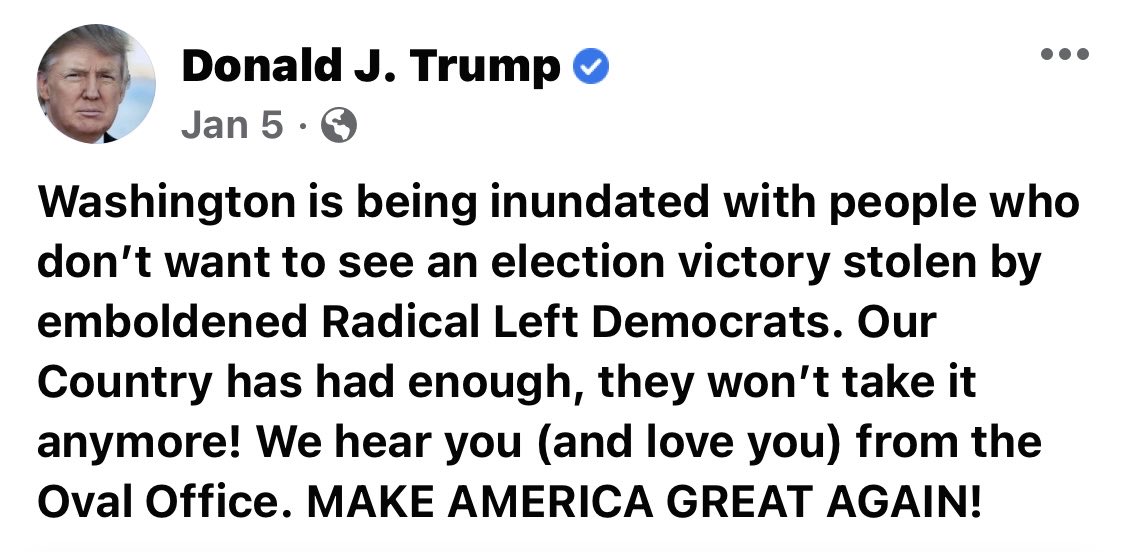 Donald J. Trump
Jan 5 ·
Washington is being inundated with people who
don’t want to see an election victory stolen by
emboldened Radical Left Democrats. Our
Country has had enough, they won’t take it
anymore! We hear you (and love you) from the
Oval Office. MAKE AMERICA GREAT AGAIN!